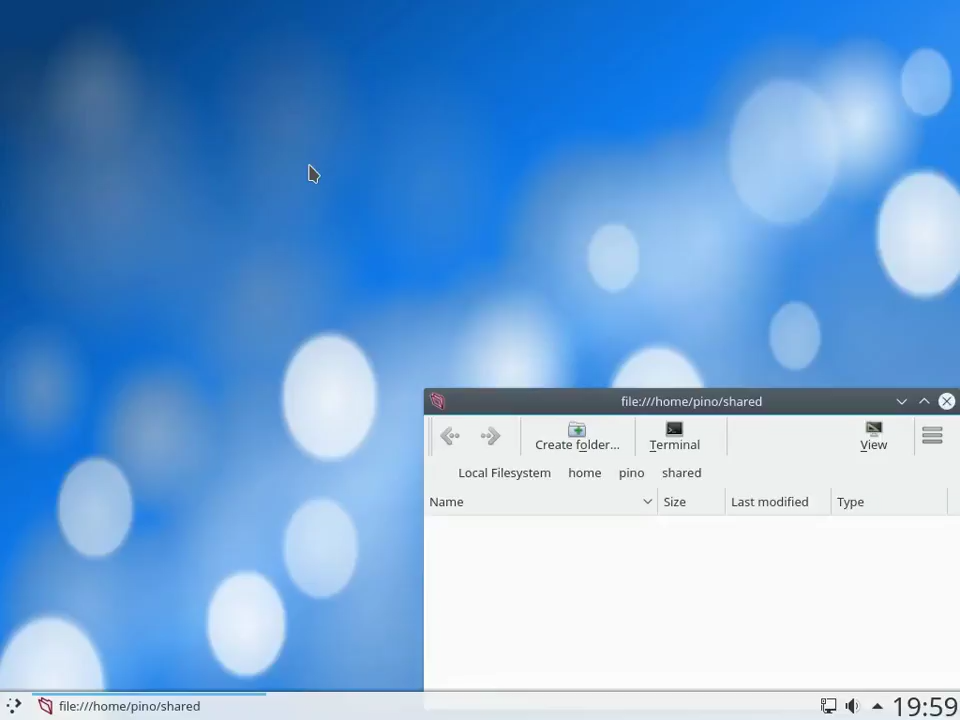 file:///home/pino/shared
Create folder...
Terminal
View
Local Filesystem home pino shared
Name Size Last modified Type
file:///home/pino/shared
19:59